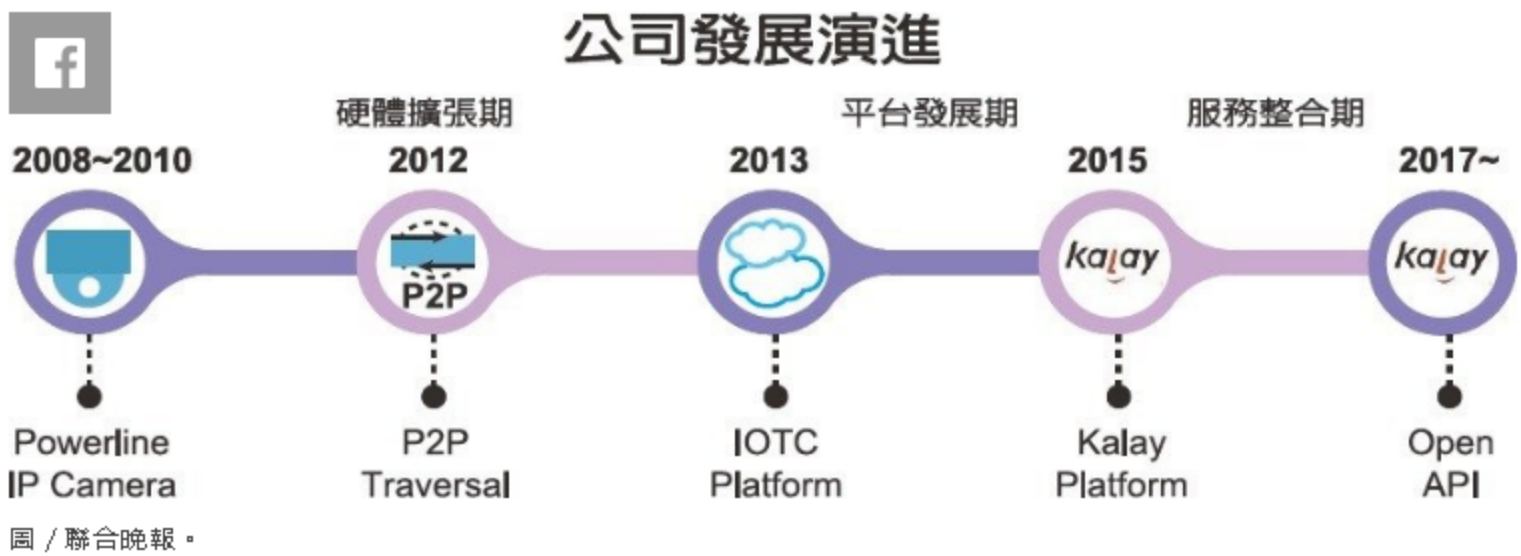 公司發展演進
硬體擴張期
平台發展期
服務整合期
2008~2010
2012
2013
2015
2017~
P2P
kalay
kalay
Powerline
IP Camera
P2P
Traversal
IOTC
Platform
Kalay
Platform
Open
API
圖／聯合晚報。